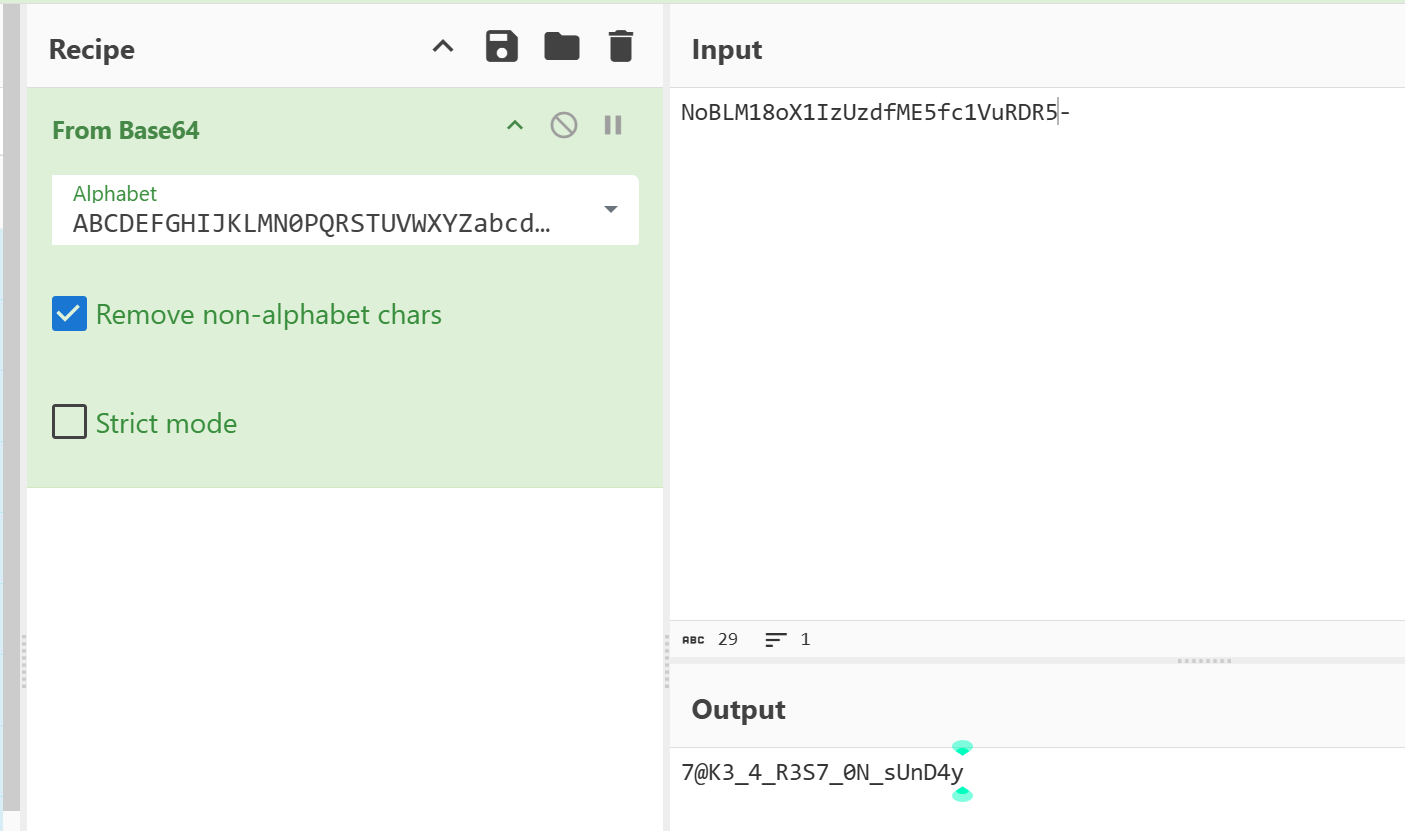 Recipe
From Base64
Alphabet
ABCDEFGHIJKLMN0PQRSTUVWXYZabcd…
Remove non-alphabet chars
Strict mode
Input
NoBLM18oX1IzUzdfME5fc1VuRDR5-
ABC 29 1
Output
7@K3_4_R3S7_0N_sUnD4y